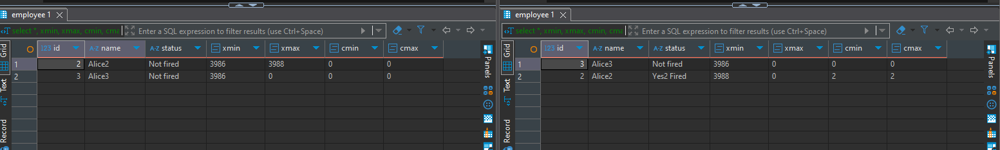 employee 1
select *, xmin, xmax, cmin, cma Enter a SQL expression to filter results (use Ctrl+Space)
Grid
Text
Record
123 id A-Z name A-Z status xmin xmax cmin cmax
1 2 Alice2 Not fired 3986 3988 0 0
2 3 Alice3 Not fired 3986 0 0 0
Panels
employee 1
select *, xmin, xmax, cmin, cma Enter a SQL expression to filter results (use Ctrl+Space)
Grid
Text
Record
123 id A-Z name A-Z status xmin xmax cmin cmax
1 3 Alice3 Not fired 3986 0 0 0
2 2 Alice2 Yes2 Fired 3988 0 2 2
Panels